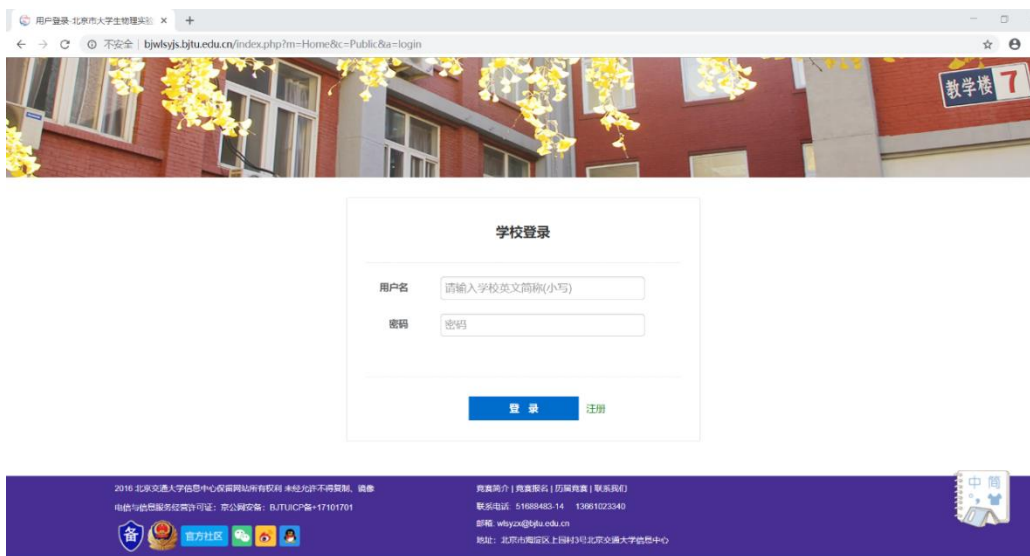 用户登录-北京市大学生物理实验
不安全 | bjwlsyjs.bjtu.edu.cn/index.php?m=Home&c=Public&a=login
教学楼 7
学校登录
用户名 请输入学校英文简称(小写)
密码 密码
登 录 注册
2016 北京交通大学信息中心保留网站所有权利 未经允许不得复制、镜像
电信与信息服务经营许可证：京公网安备：BJTUICP备+17101701
备 官方社区
竞赛简介 | 竞赛报名 | 历届竞赛 | 联系我们
联系电话 51688483-14 13661023340
邮箱. wlsyzx@bjtu.edu.cn
地址：北京市海淀区上园村3号北京交通大学信息中心
中 简